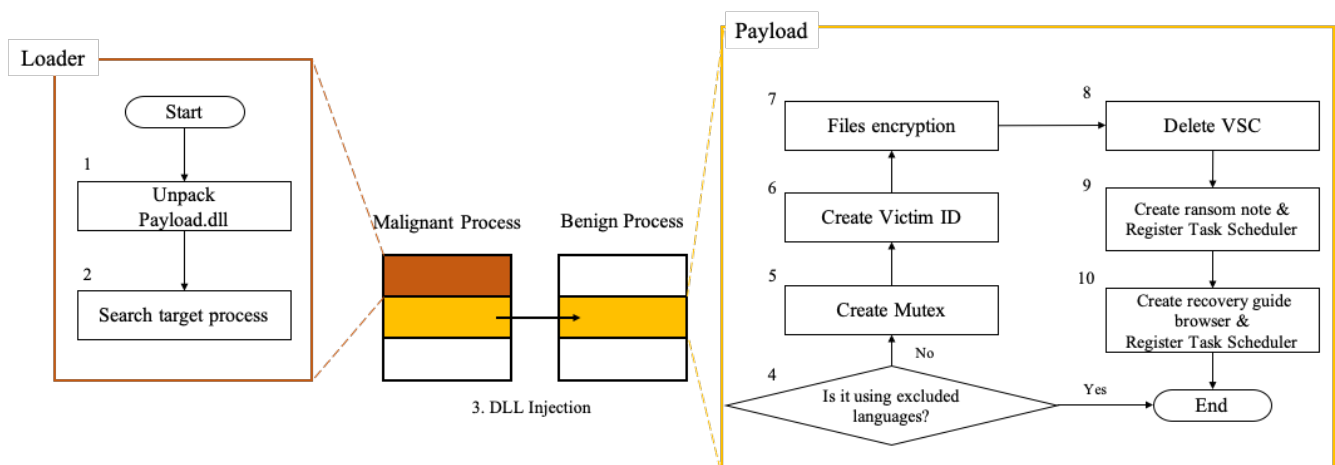 Loader
Start
1
Unpack
Payload.dll
2
Search target process
Malignant Process
Benign Process
3. DLL Injection
Payload
4
Is it using excluded
languages?
No
Yes
5
Create Mutex
6
Create Victim ID
7
Files encryption
8
Delete VSC
9
Create ransom note &
Register Task Scheduler
10
Create recovery guide
browser &
Register Task Scheduler
End